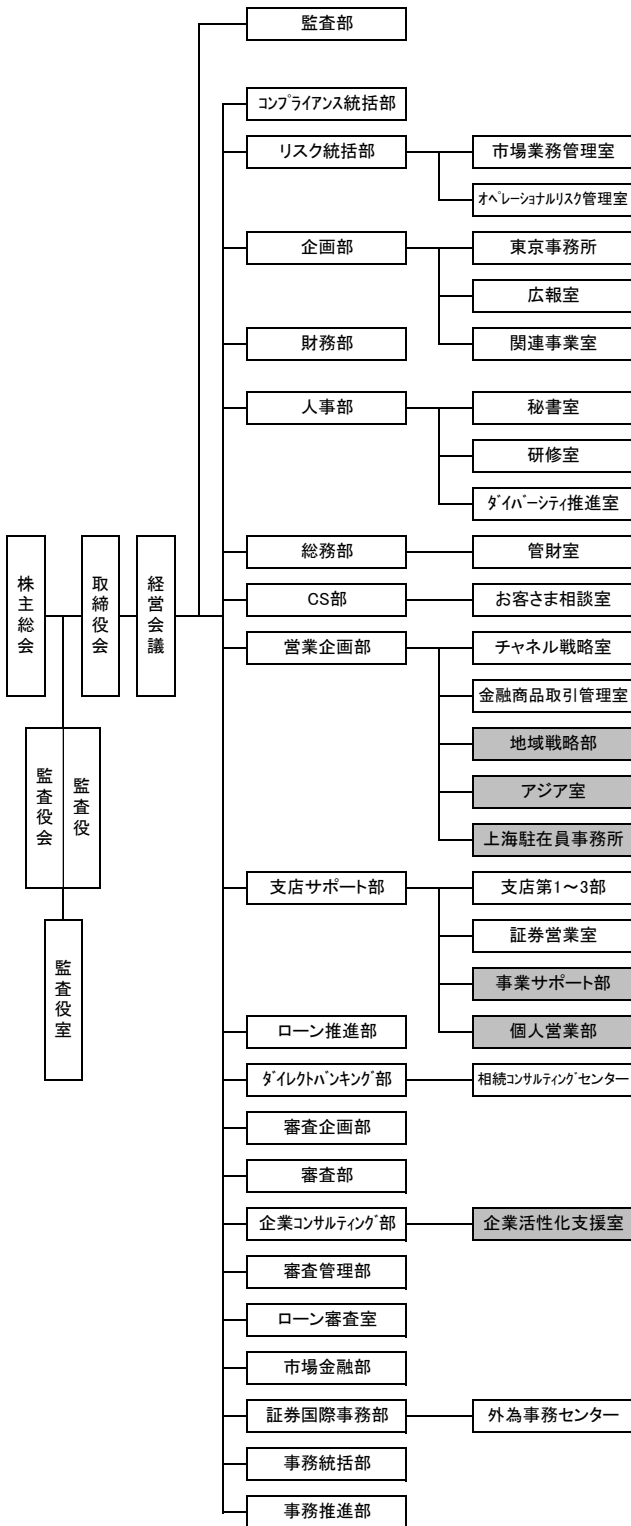 監査部
コンプライアンス統括部
リスク統括部
市場業務管理室
オペレーショナルリスク管理室
企画部
東京事務所
広報室
財務部
関連事業室
人事部
秘書室
研修室
ダイバーシティ推進室
株主総会
取締役会
経営会議
総務部
管財室
CS部
お客さま相談室
営業企画部
チャネル戦略室
金融商品取引管理室
地域戦略部
アジア室
上海駐在員事務所
監査役会
監査役
監査役室
支店サポート部
支店第1～3部
証券営業室
事業サポート部
ローン推進部
個人営業部
ダイレクトバンキング部
相続コンサルティングセンター
審査企画部
審査部
企業コンサルティング部
企業活性化支援室
審査管理部
ローン審査室
市場金融部
証券国際事務部
外為事務センター
事務統括部
事務推進部